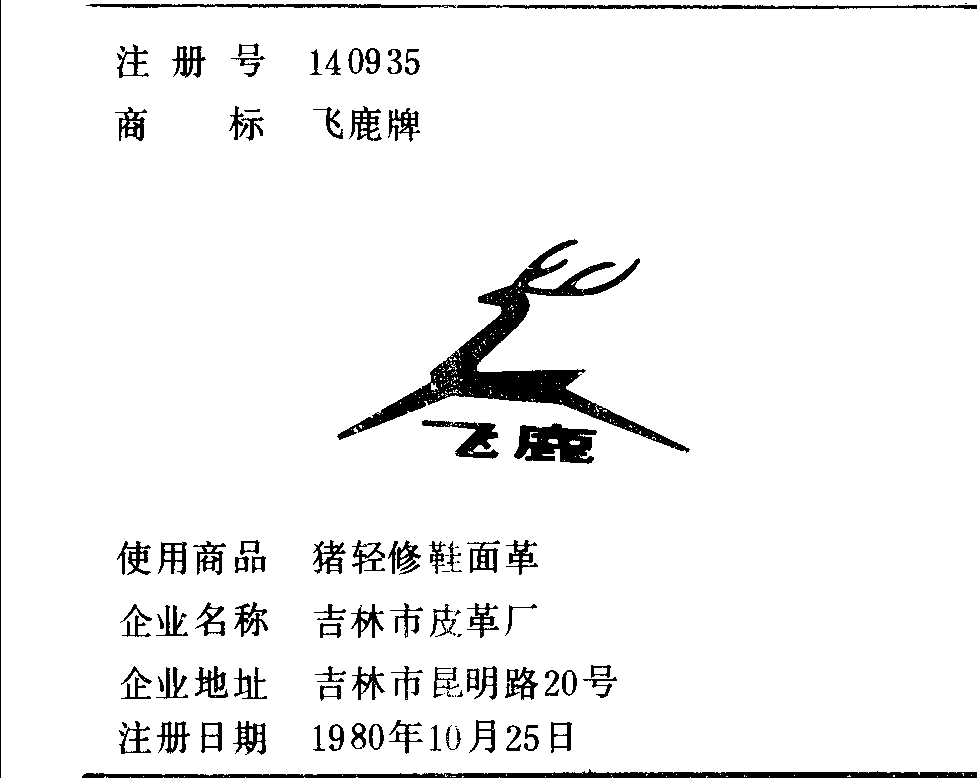 注册号 140935
商标 飞鹿牌
飞鹿
使用商品 猪轻修鞋面革
企业名称 吉林市皮革厂
企业地址 吉林市昆明路20号
注册日期 1980年10月25日